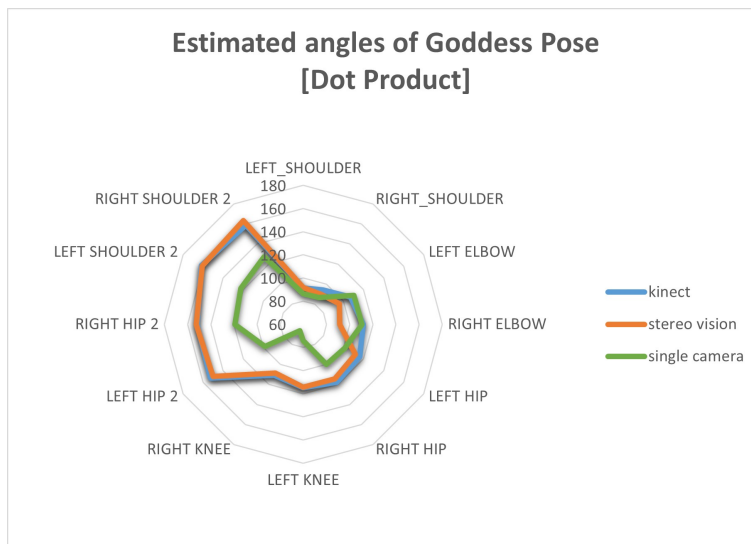 Estimated angles of Goddess Pose
[Dot Product]
LEFT_SHOULDER
180
RIGHT SHOULDER 2
160
RIGHT_SHOULDER
140
LEFT SHOULDER 2
120
LEFT ELBOW
100
80
RIGHT HIP 2
60
RIGHT ELBOW
LEFT HIP 2
LEFT HIP
RIGHT KNEE
RIGHT HIP
LEFT KNEE
kinect
stereo vision
single camera